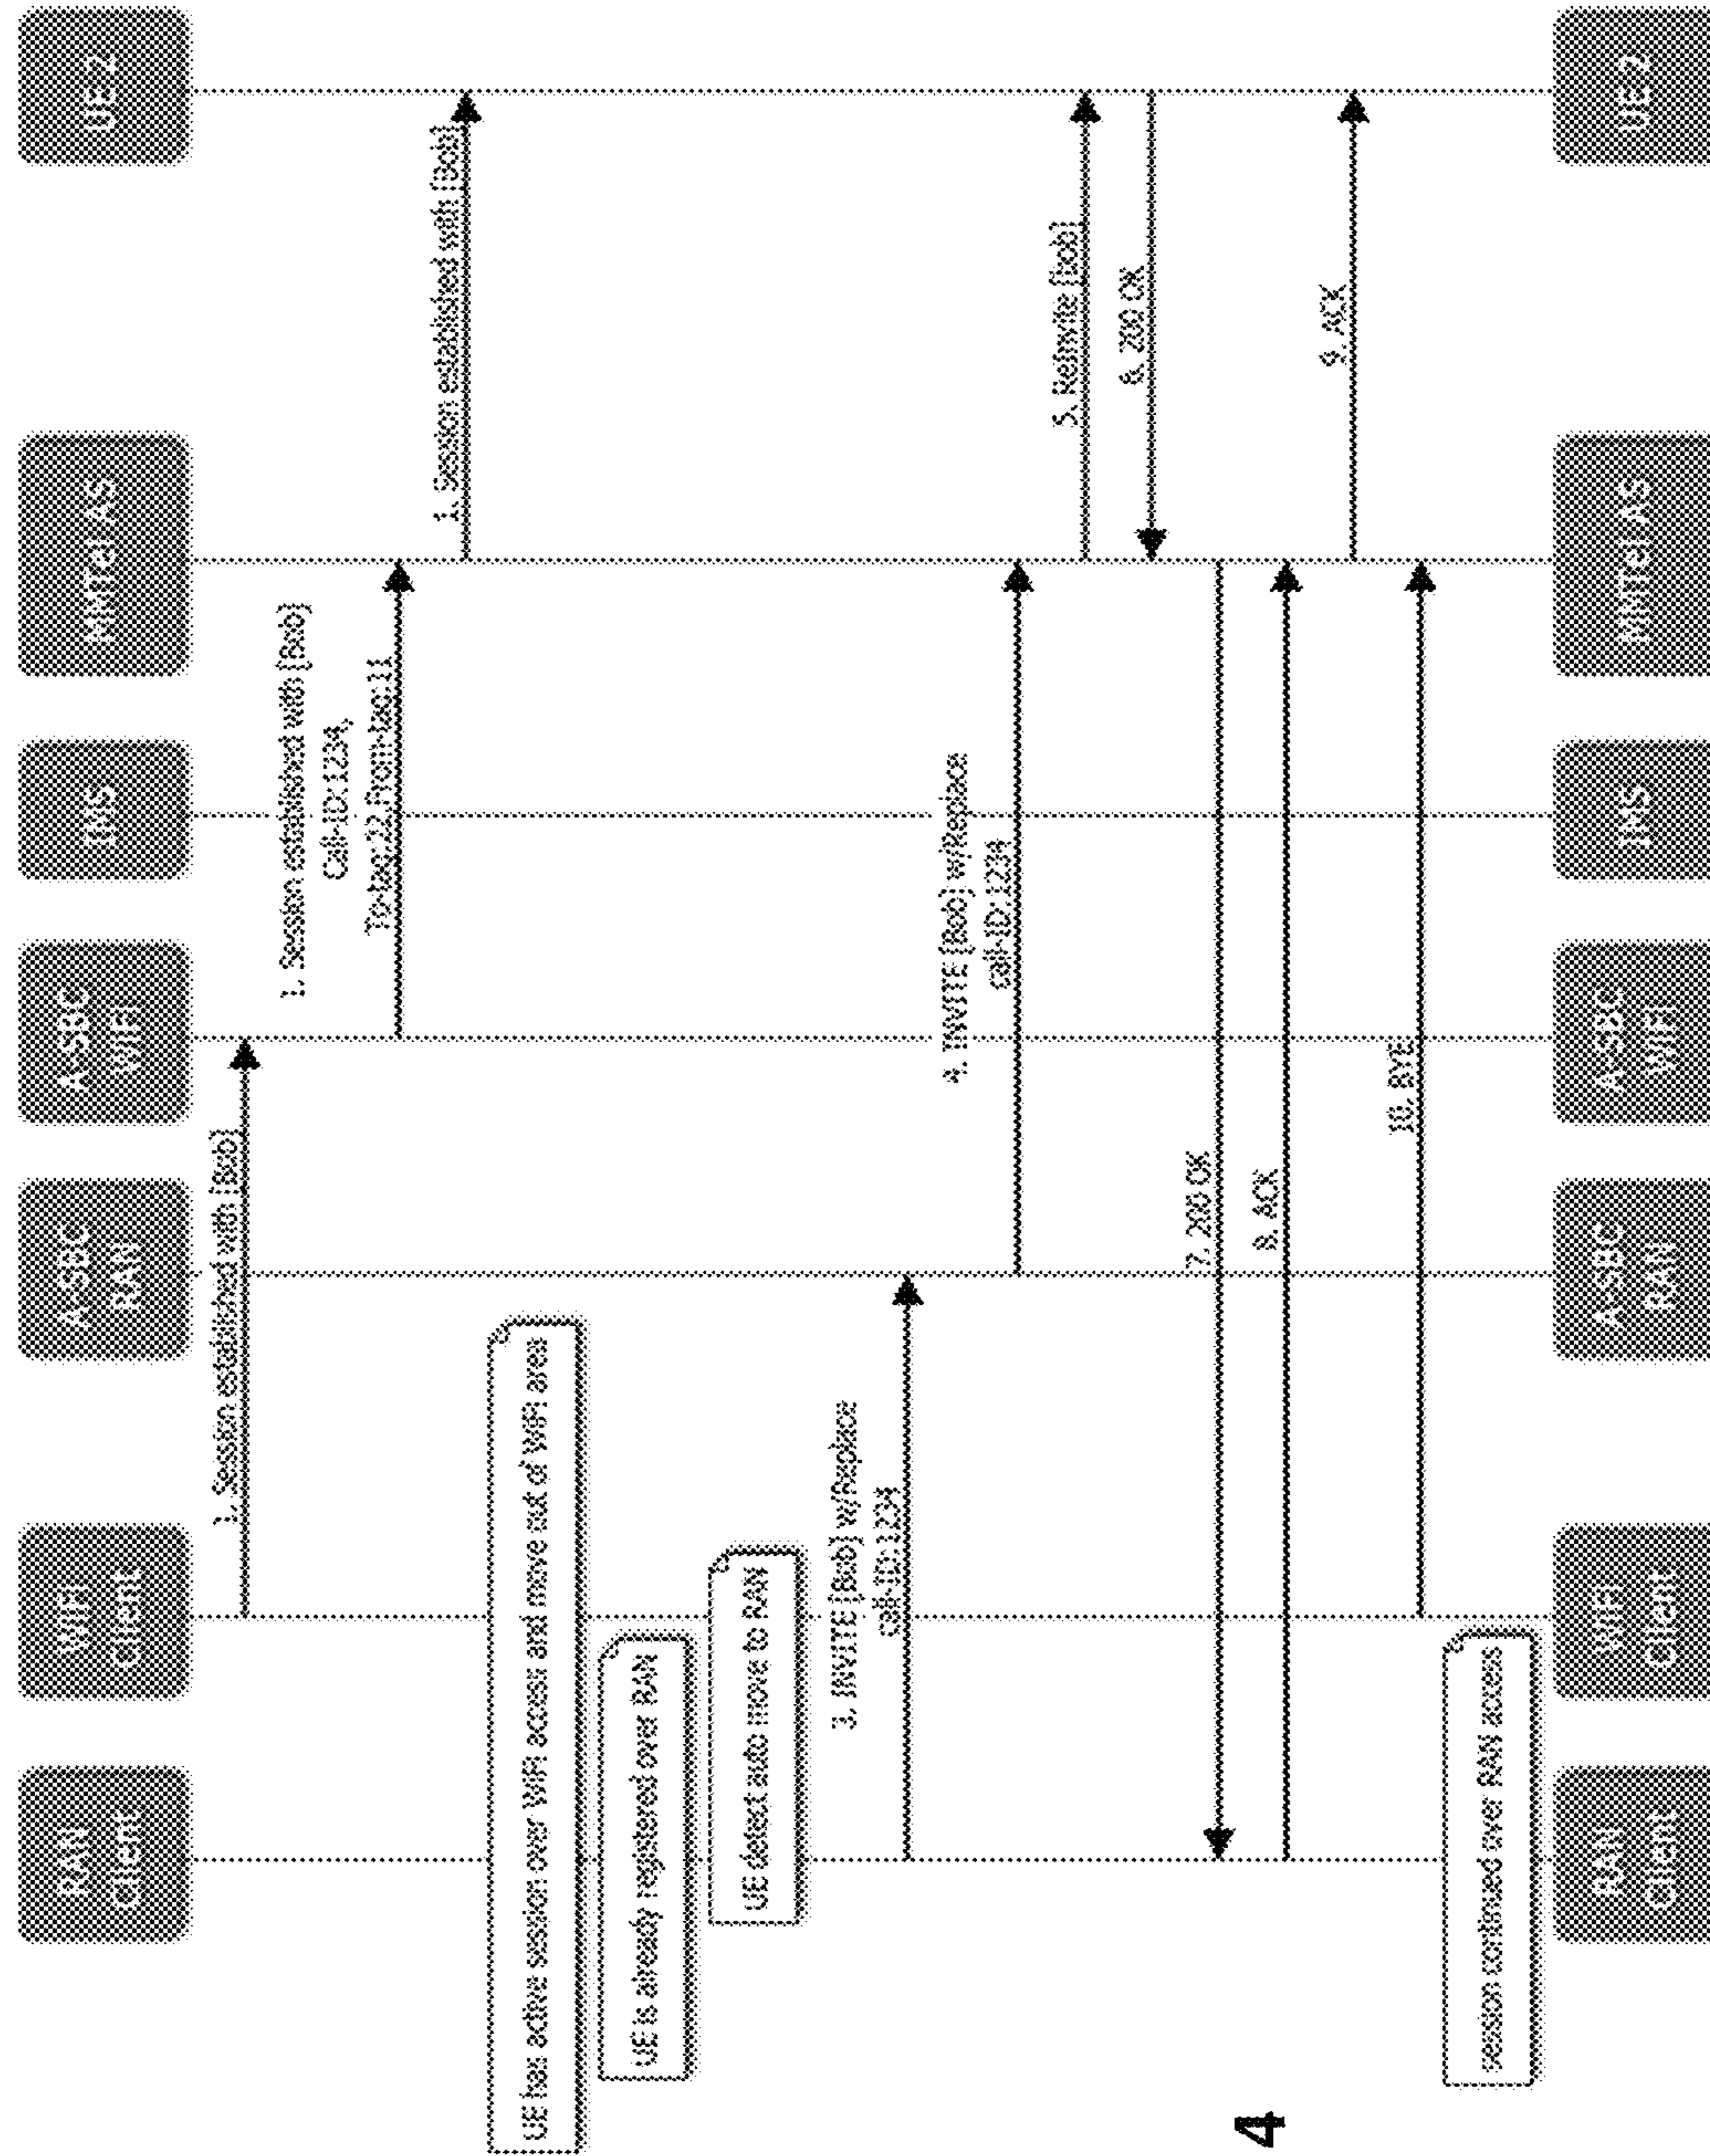 RAN
Client
WiFi
Client
A-SBC
RAN
A-SBC
WiFi
MMTel AS
UE 2
1. Session established with [Bob]
1. Session established with [Bob]
Call-ID:1234,
To-tag:22,From-tag:11
1. Session established with [Bob]
UE has active session over WiFi access and move out of WiFi area
UE is already registered over RAN
UE detect auto move to RAN
3. INVITE [Bob] w/Replace
call-ID:1234
4. INVITE [Bob] w/Replace
call-ID:1234
5. ReInvite [Bob]
6. 200 OK
7. 200 OK
8. ACK
9. ACK
10. BYE
session continued over RAN access
RAN
Client
WiFi
Client
A-SBC
RAN
A-SBC
WiFi
MMTel AS
UE 2
4